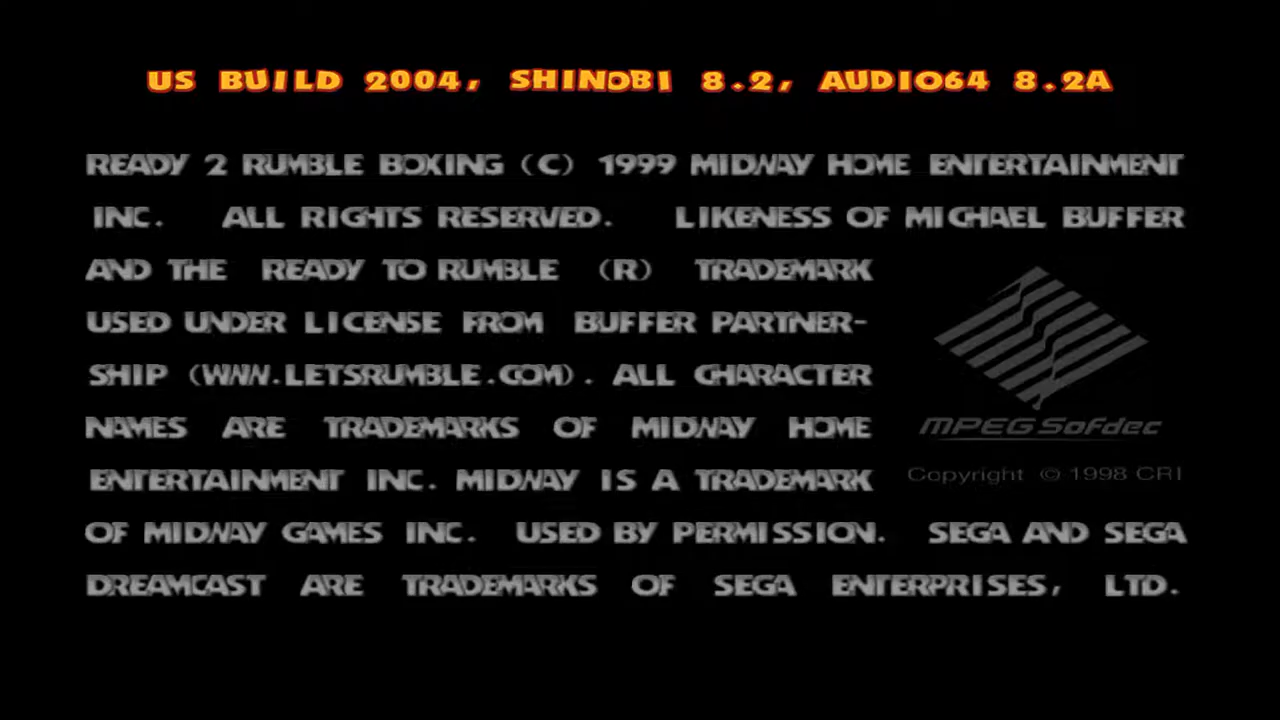 US BUILD 2004, SHINOBI 8.2, AUDIO64 8.2A
READY 2 RUMBLE BOXING (C) 1999 MIDWAY HOME ENTERTAINMENT
INC. ALL RIGHTS RESERVED. LIKENESS OF MICHAEL BUFFER
AND THE READY TO RUMBLE (R) TRADEMARK
USED UNDER LICENSE FROM BUFFER PARTNER-
SHIP (WWW.LETSRUMBLE.COM). ALL CHARACTER
NAMES ARE TRADEMARKS OF MIDWAY HOME
ENTERTAINMENT INC. MIDWAY IS A TRADEMARK
OF MIDWAY GAMES INC. USED BY PERMISSION. SEGA AND SEGA
DREAMCAST ARE TRADEMARKS OF SEGA ENTERPRISES, LTD.
MPEG Sofdec
Copyright © 1998 CRI